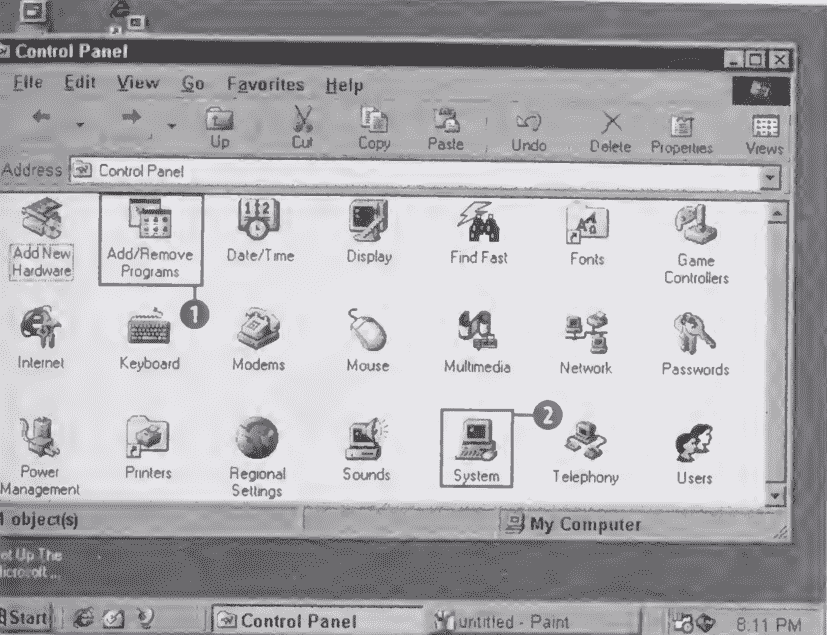 Control Panel
File Edit View Go Favorites Help
Up Cut Copy Paste Undo Delete Properties Views
Address Control Panel
Add New Hardware
Add/Remove Programs
Date/Time
Display
Find Fast
Fonts
Game Controllers
1
Internet
Keyboard
Modems
Mouse
Multimedia
Network
Passwords
2
Power Management
Printers
Regional Settings
Sounds
System
Telephony
Users
object(s)
My Computer
Up The
Start
Control Panel
untitled - Paint
8:11 PM